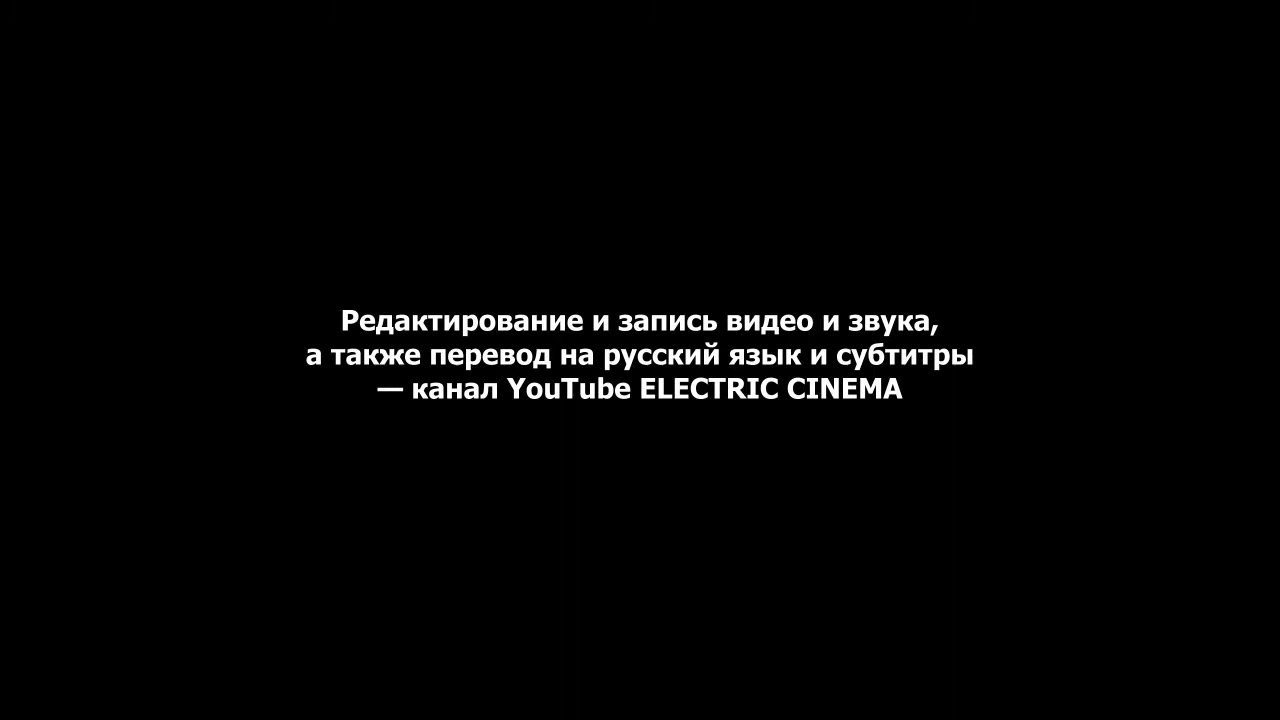 Редактирование и запись видео и звука,
а также перевод на русский язык и субтитры
— канал YouTube ELECTRIC CINEMA